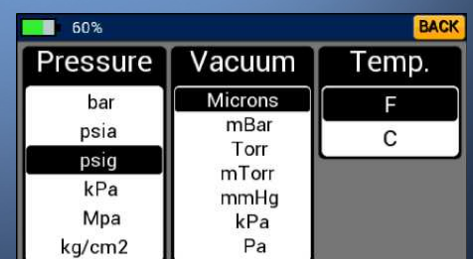 60%
BACK
Pressure
bar
psia
psig
kPa
Mpa
kg/cm2
Vacuum
Microns
mBar
Torr
mTorr
mmHg
kPa
Pa
Temp.
F
C